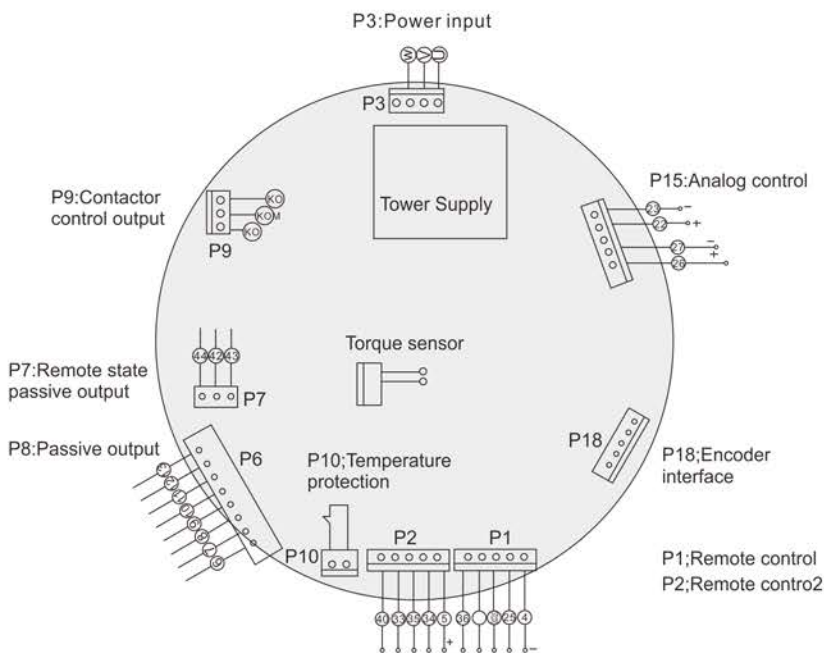 P3:Power input
W V U
P3
Tower Supply
P15:Analog control
23 −
22 +
27 −
26 +
P9:Contactor
control output
KO
KOM
KO
P9
Torque sensor
P7:Remote state
passive output
44 42 43
P7
P8:Passive output
P6
P10;Temperature
protection
P18
P18;Encoder
interface
P10
P2
P1
P1;Remote control
P2;Remote contro2
40 33 35 34 5 36 25 4
+ −